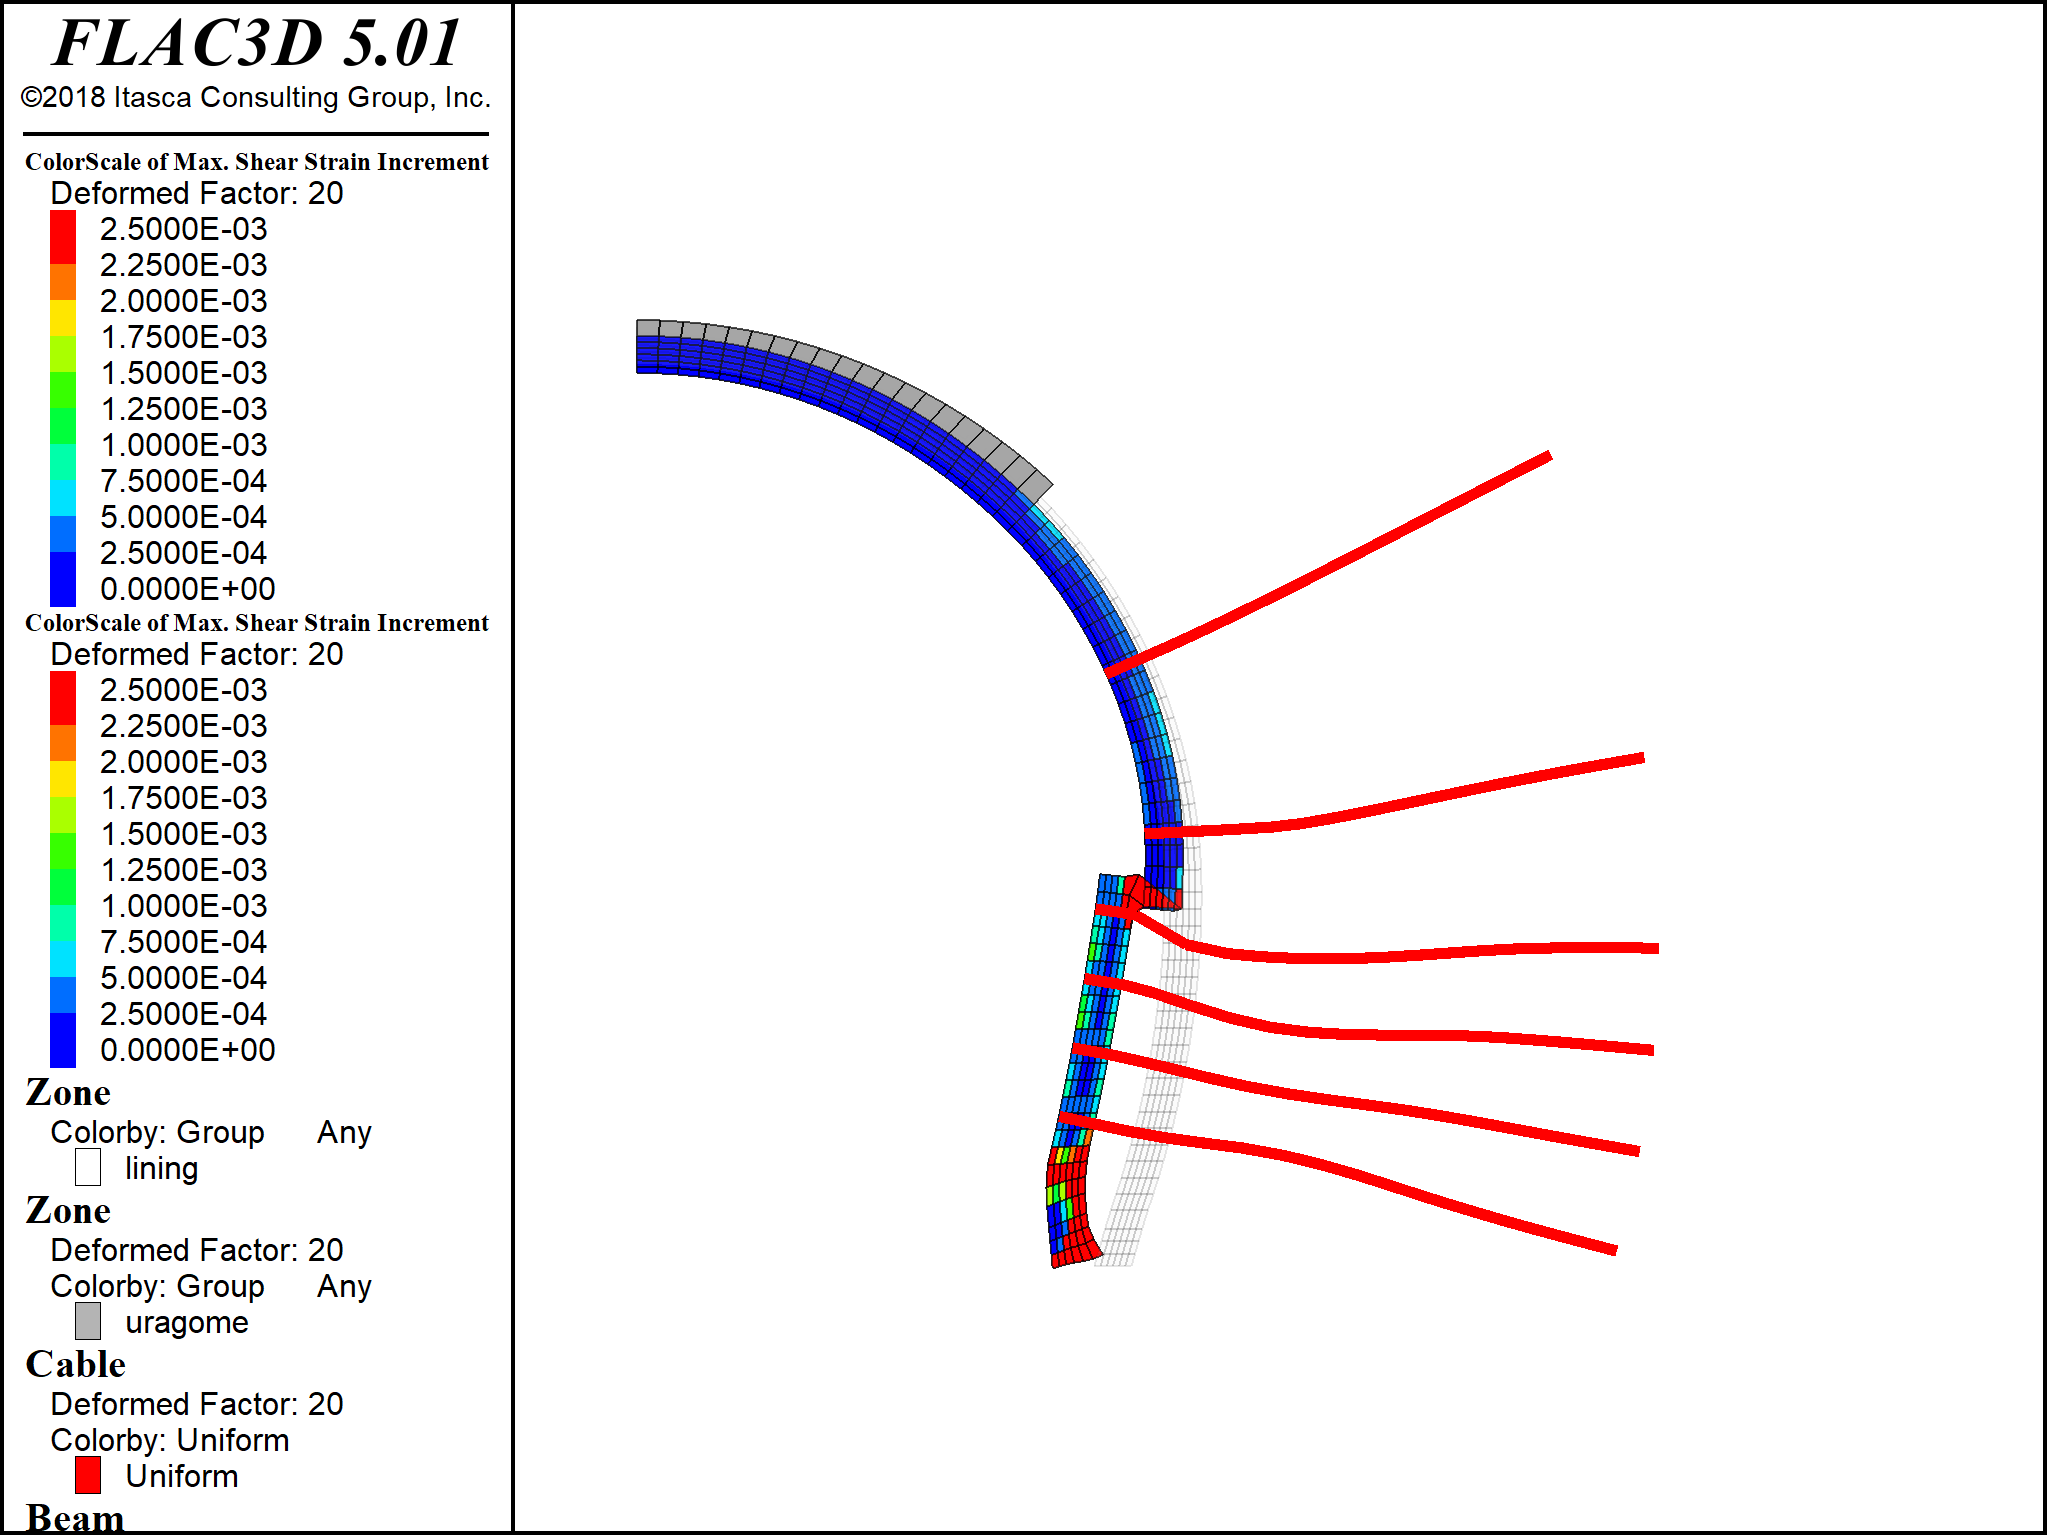 FLAC3D 5.01
©2018 Itasca Consulting Group, Inc.
ColorScale of Max. Shear Strain Increment
Deformed Factor: 20
2.5000E-03
2.2500E-03
2.0000E-03
1.7500E-03
1.5000E-03
1.2500E-03
1.0000E-03
7.5000E-04
5.0000E-04
2.5000E-04
0.0000E+00
ColorScale of Max. Shear Strain Increment
Deformed Factor: 20
2.5000E-03
2.2500E-03
2.0000E-03
1.7500E-03
1.5000E-03
1.2500E-03
1.0000E-03
7.5000E-04
5.0000E-04
2.5000E-04
0.0000E+00
Zone
Colorby: Group Any
lining
Zone
Deformed Factor: 20
Colorby: Group Any
uragome
Cable
Deformed Factor: 20
Colorby: Uniform
Uniform
Beam